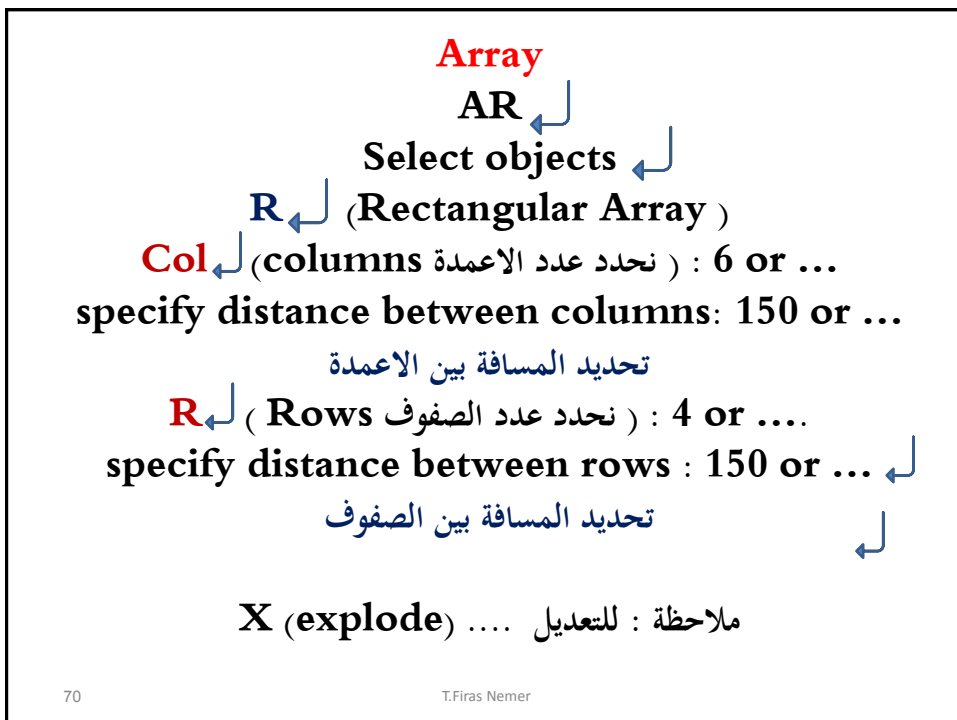 Array
AR
Select objects
R (Rectangular Array )
Col (columns نحدد عدد الاعمدة ) : 6 or …
specify distance between columns: 150 or …
تحديد المسافة بين الاعمدة
R ( Rows نحدد عدد الصفوف ) : 4 or ….
specify distance between rows : 150 or …
تحديد المسافة بين الصفوف
ملاحظة : للتعديل .... X (explode)
70 T.Firas Nemer